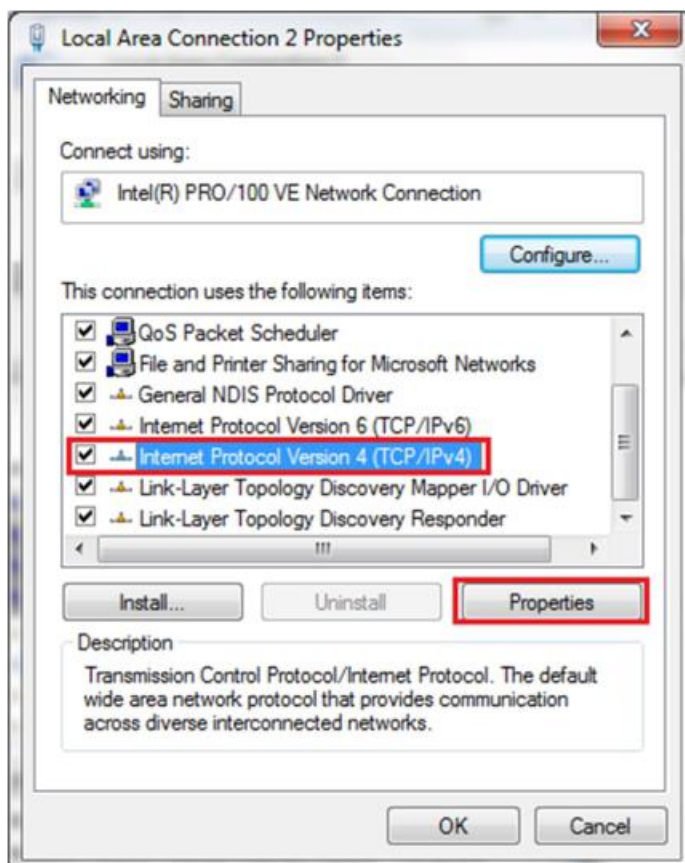 Local Area Connection 2 Properties
Networking
Sharing
Connect using:
Intel(R) PRO/100 VE Network Connection
Configure...
This connection uses the following items:
QoS Packet Scheduler
File and Printer Sharing for Microsoft Networks
General NDIS Protocol Driver
Internet Protocol Version 6 (TCP/IPv6)
Internet Protocol Version 4 (TCP/IPv4)
Link-Layer Topology Discovery Mapper I/O Driver
Link-Layer Topology Discovery Responder
Install...
Uninstall
Properties
Description
Transmission Control Protocol/Internet Protocol. The default
wide area network protocol that provides communication
across diverse interconnected networks.
OK
Cancel